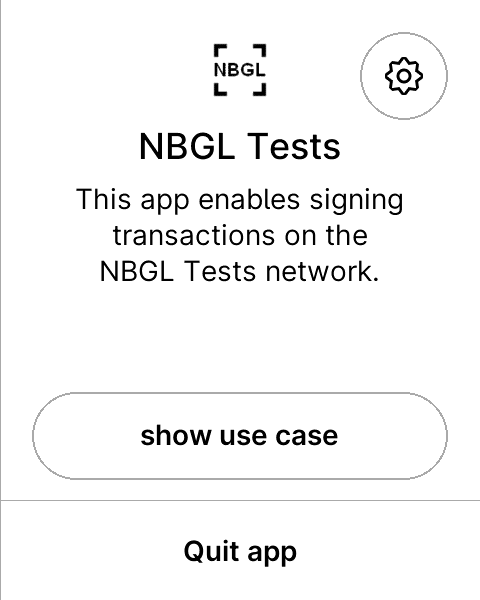 NBGL
NBGL Tests
This app enables signing
transactions on the
NBGL Tests network.
show use case
Quit app